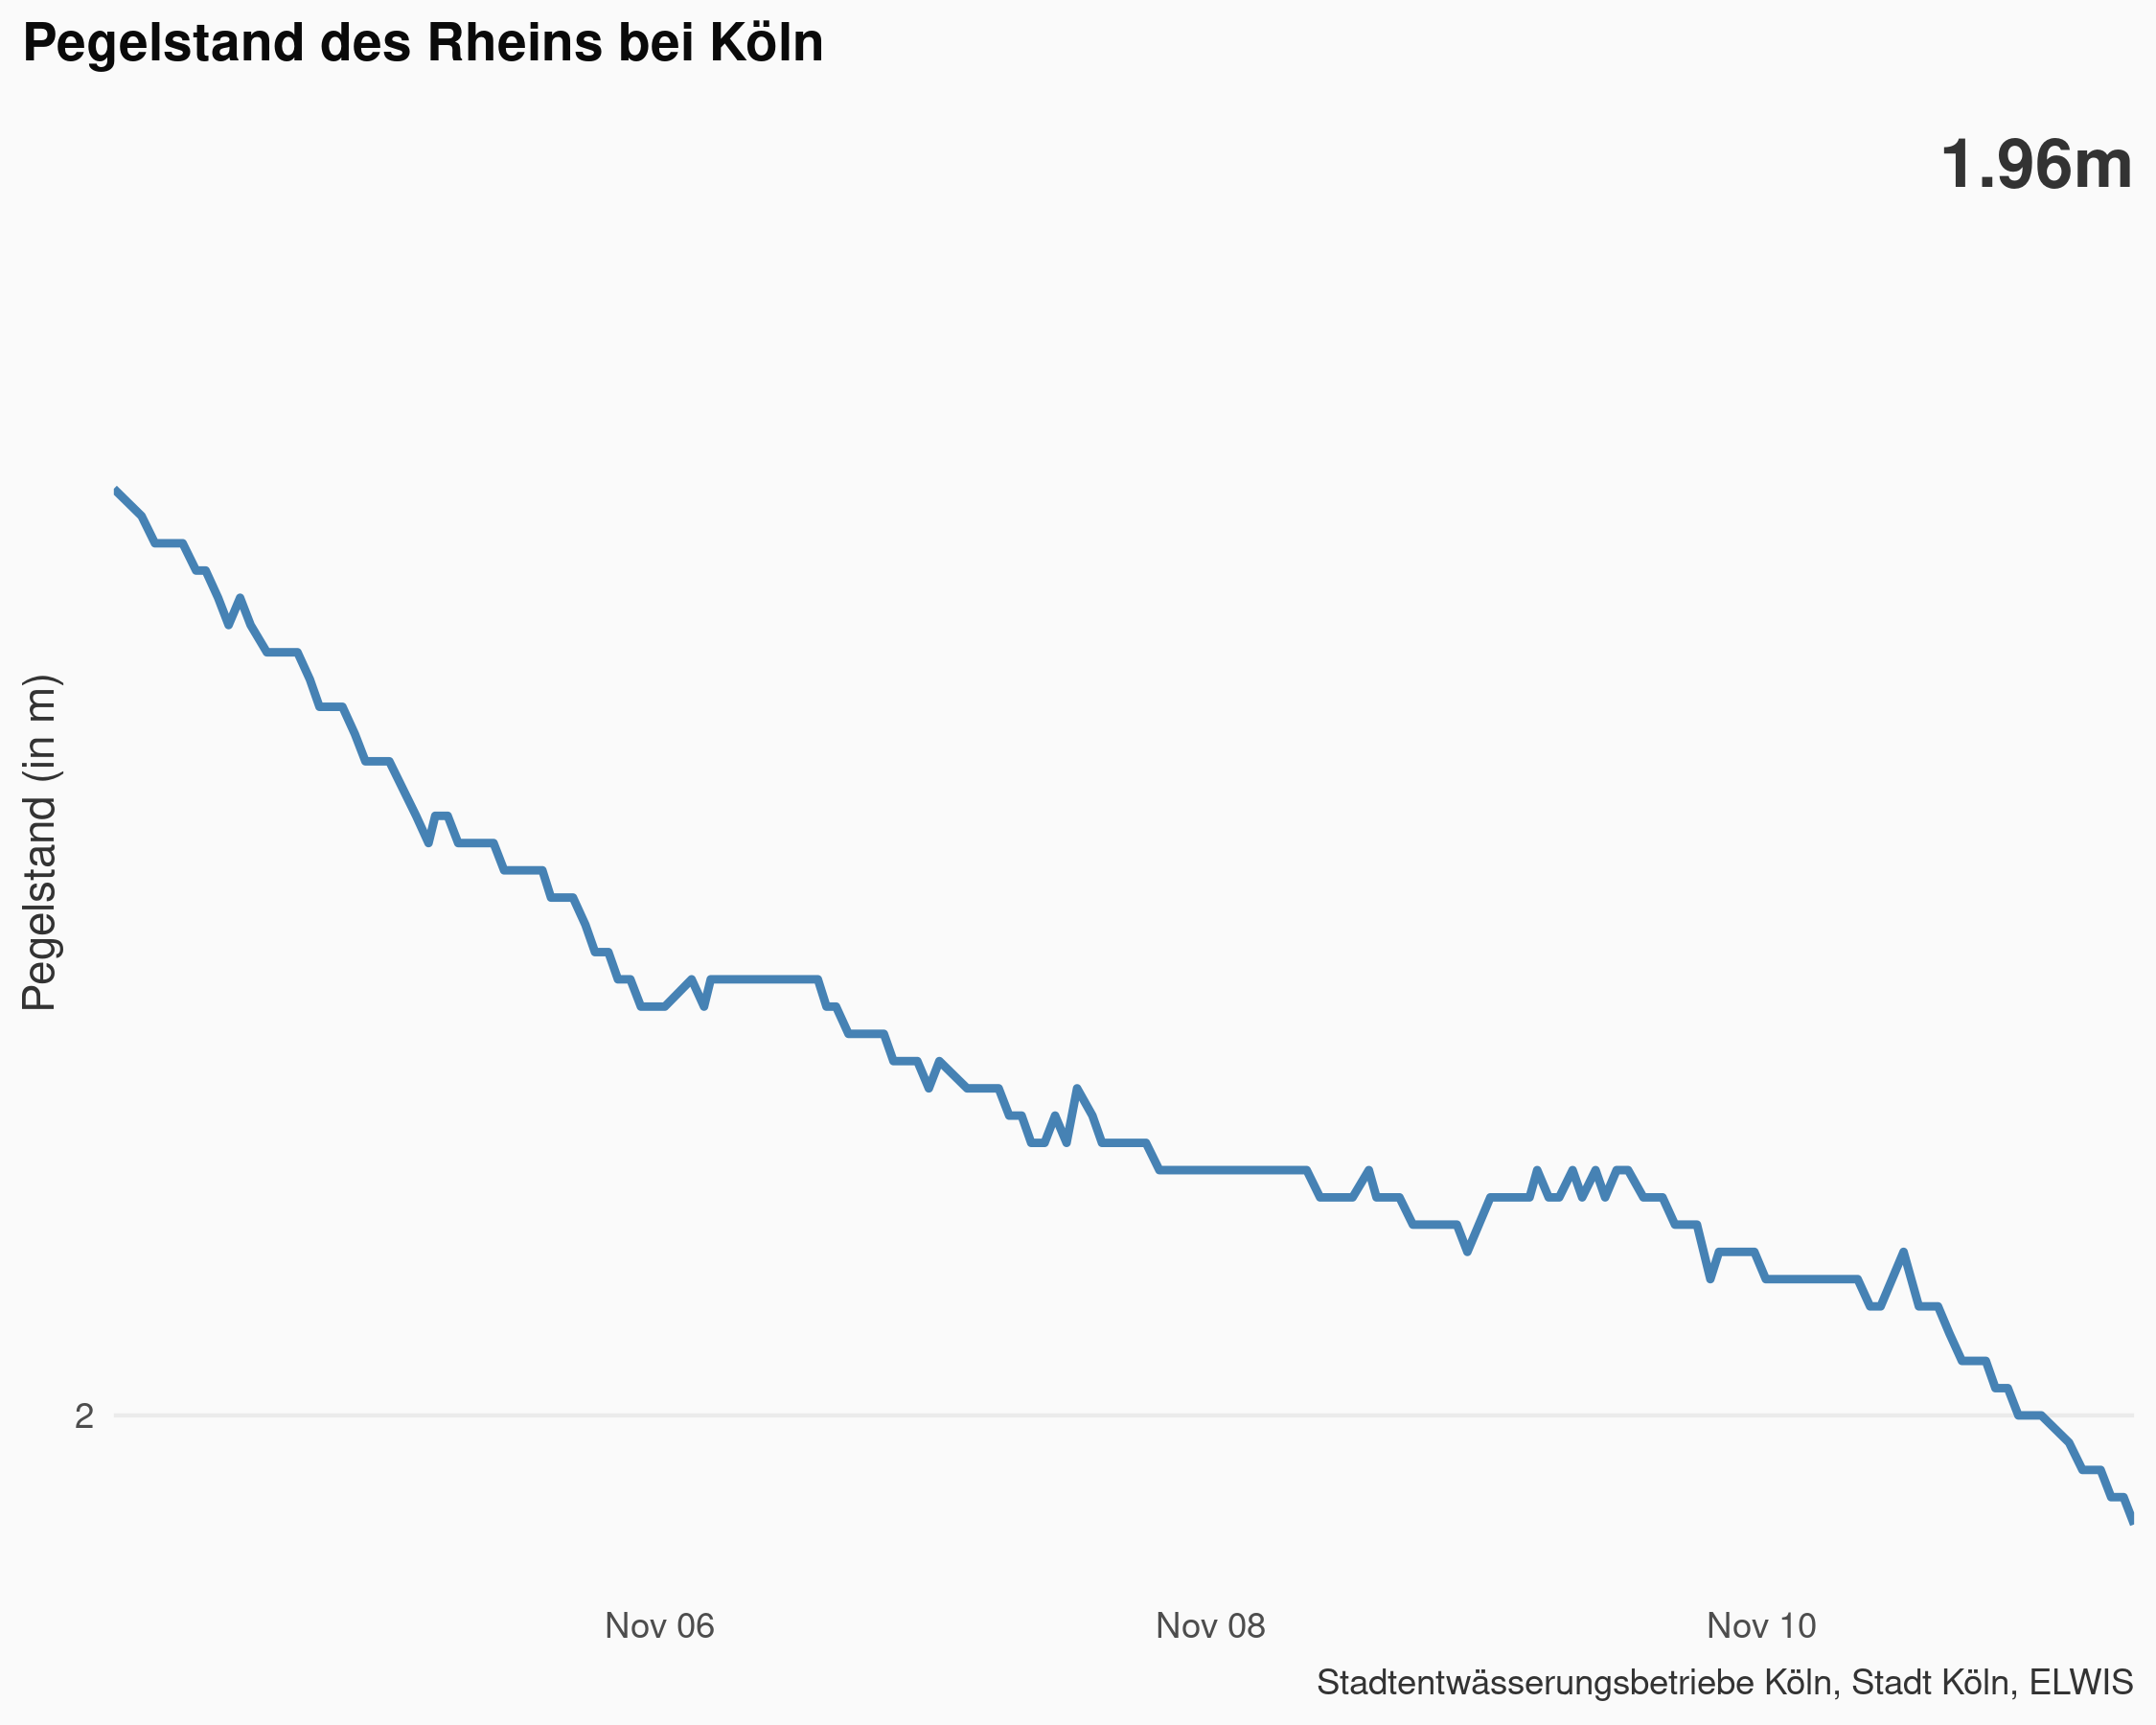 Pegelstand des Rheins bei Köln
1.96m
Pegelstand (in m)
2
Nov 06
Nov 08
Nov 10
Stadtentwässerungsbetriebe Köln, Stadt Köln, ELWIS